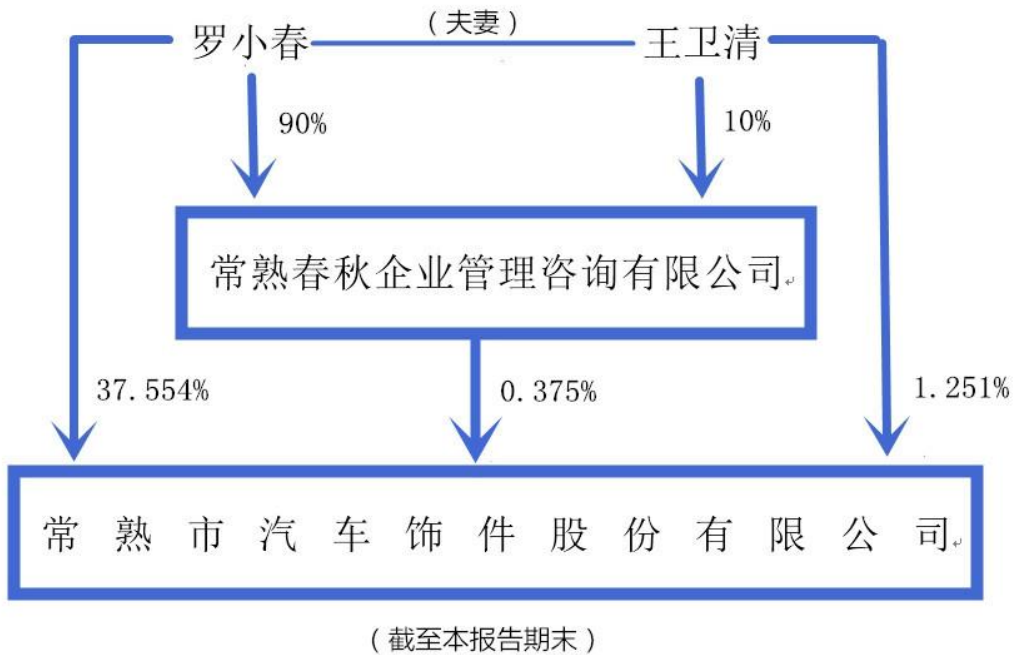 （夫妻）
罗小春
王卫清
90%
10%
常熟春秋企业管理咨询有限公司
37.554%
0.375%
1.251%
常熟市汽车饰件股份有限公司
（截至本报告期末）